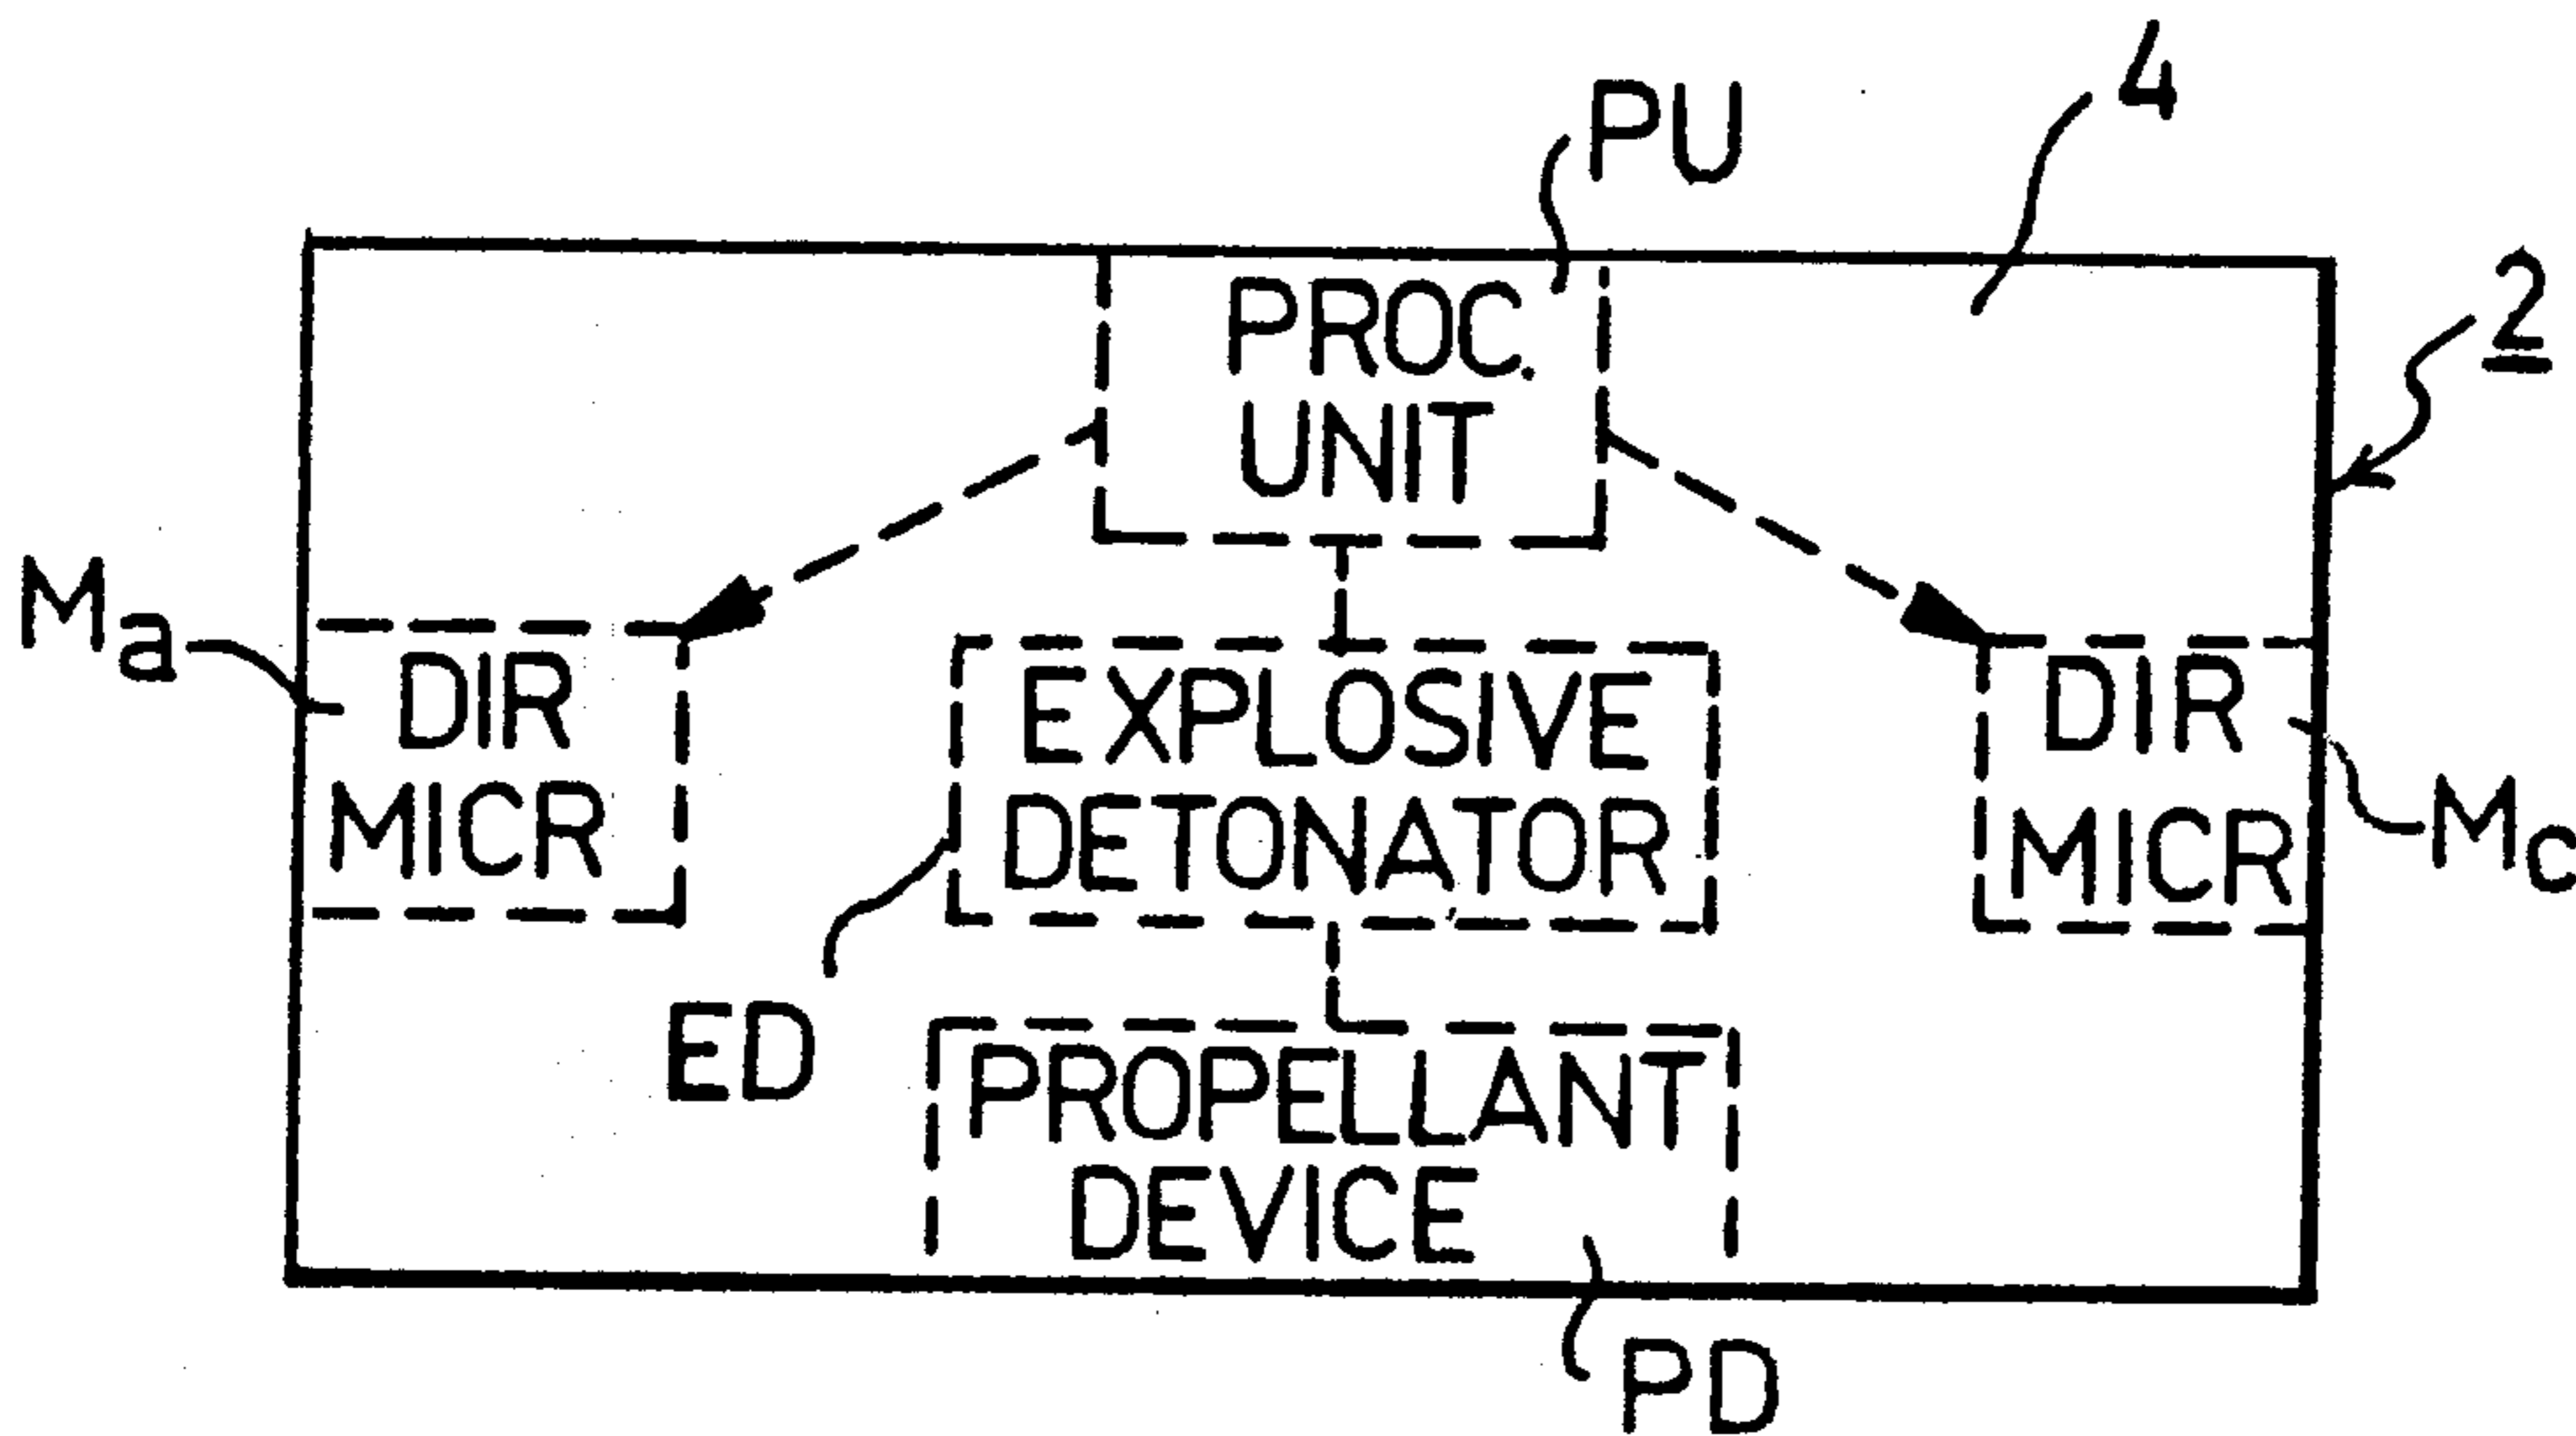 4
PU
2
PROC.
UNIT
Ma
DIR
MICR
EXPLOSIVE
DETONATOR
DIR
MICR
Mc
ED
PROPELLANT
DEVICE
PD